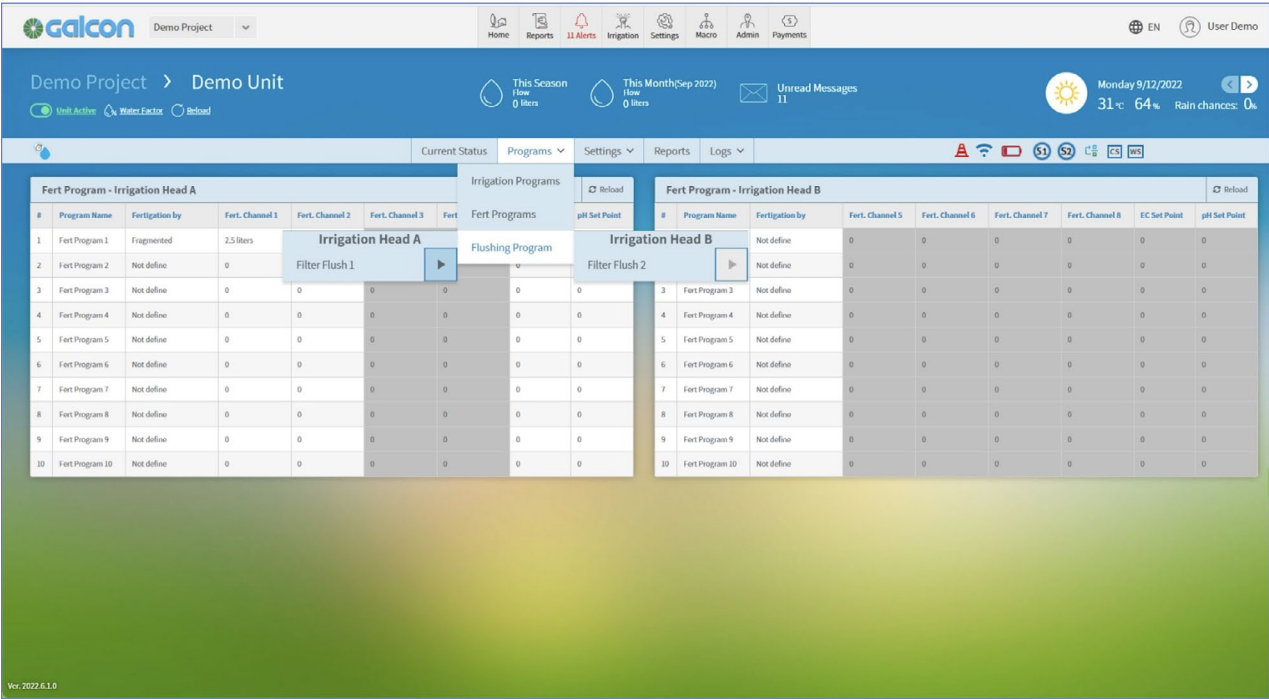 GALCON Demo Project
Home Reports 11 Alerts Irrigation Settings Macro Admin Payments
EN User Demo
Demo Project > Demo Unit
Unit Active Water Factor Reload
This Season
Flow
0 liters
This Month(Sep 2022)
Flow
0 liters
Unread Messages
11
Monday 9/12/2022
31°C 64% Rain chances: 0%
Current Status Programs Settings Reports Logs
S1 S2 CS WS
Irrigation Programs
Fert Programs
Flushing Program
Irrigation Head A
Filter Flush 1
Irrigation Head B
Filter Flush 2
Fert Program - Irrigation Head A Reload
# Program Name Fertigation by Fert. Channel 1 Fert. Channel 2 Fert. Channel 3 Fert pH Set Point
1 Fert Program 1 Fragmented 2.5 liters
2 Fert Program 2 Not define 0
3 Fert Program 3 Not define 0 0 0 0 0 0
4 Fert Program 4 Not define 0 0 0 0 0 0
5 Fert Program 5 Not define 0 0 0 0 0 0
6 Fert Program 6 Not define 0 0 0 0 0 0
7 Fert Program 7 Not define 0 0 0 0 0 0
8 Fert Program 8 Not define 0 0 0 0 0 0
9 Fert Program 9 Not define 0 0 0 0 0 0
10 Fert Program 10 Not define 0 0 0 0 0 0
Fert Program - Irrigation Head B Reload
# Program Name Fertigation by Fert. Channel 5 Fert. Channel 6 Fert. Channel 7 Fert. Channel 8 EC Set Point pH Set Point
Not define 0 0 0 0 0 0
Not define 0 0 0 0 0 0
3 Fert Program 3 Not define 0 0 0 0 0 0
4 Fert Program 4 Not define 0 0 0 0 0 0
5 Fert Program 5 Not define 0 0 0 0 0 0
6 Fert Program 6 Not define 0 0 0 0 0 0
7 Fert Program 7 Not define 0 0 0 0 0 0
8 Fert Program 8 Not define 0 0 0 0 0 0
9 Fert Program 9 Not define 0 0 0 0 0 0
10 Fert Program 10 Not define 0 0 0 0 0 0
Ver. 2022.6.1.0